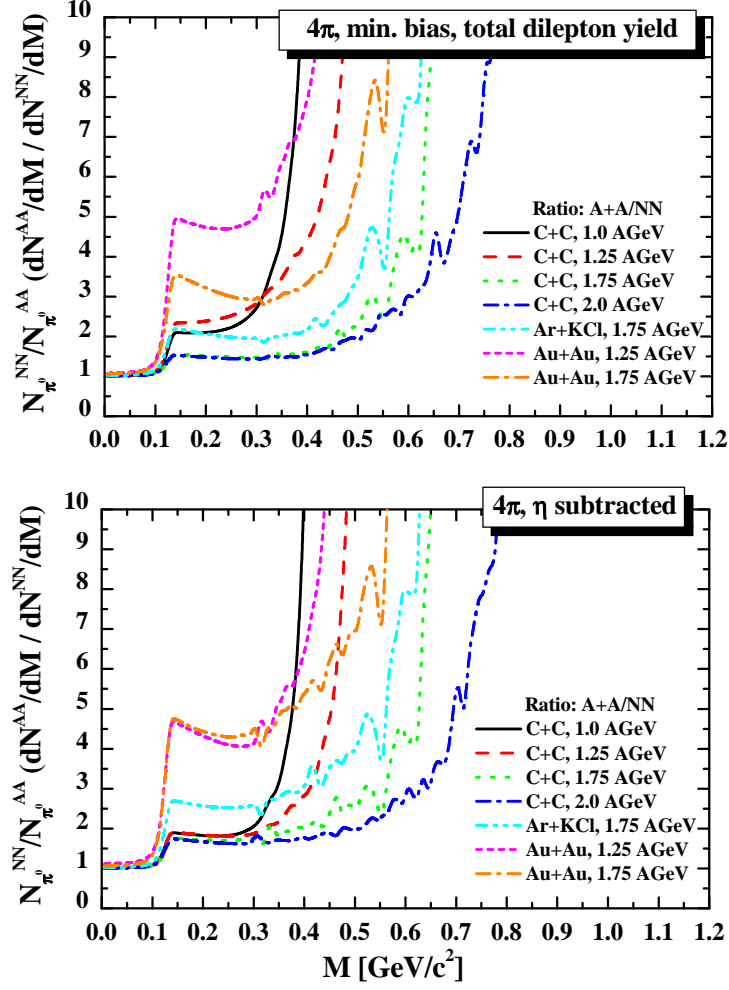 4π, min. bias, total dilepton yield
10
9
8
7
6
5
4
3
2
1
0
N_π⁰^NN/N_π⁰^AA (dN^AA/dM / dN^NN/dM)
Ratio: A+A/NN
C+C, 1.0 AGeV
C+C, 1.25 AGeV
C+C, 1.75 AGeV
C+C, 2.0 AGeV
Ar+KCl, 1.75 AGeV
Au+Au, 1.25 AGeV
Au+Au, 1.75 AGeV
0.0 0.1 0.2 0.3 0.4 0.5 0.6 0.7 0.8 0.9 1.0 1.1 1.2
4π, η subtracted
10
9
8
7
6
5
4
3
2
1
0
N_π⁰^NN/N_π⁰^AA (dN^AA/dM / dN^NN/dM)
Ratio: A+A/NN
C+C, 1.0 AGeV
C+C, 1.25 AGeV
C+C, 1.75 AGeV
C+C, 2.0 AGeV
Ar+KCl, 1.75 AGeV
Au+Au, 1.25 AGeV
Au+Au, 1.75 AGeV
0.0 0.1 0.2 0.3 0.4 0.5 0.6 0.7 0.8 0.9 1.0 1.1 1.2
M [GeV/c²]